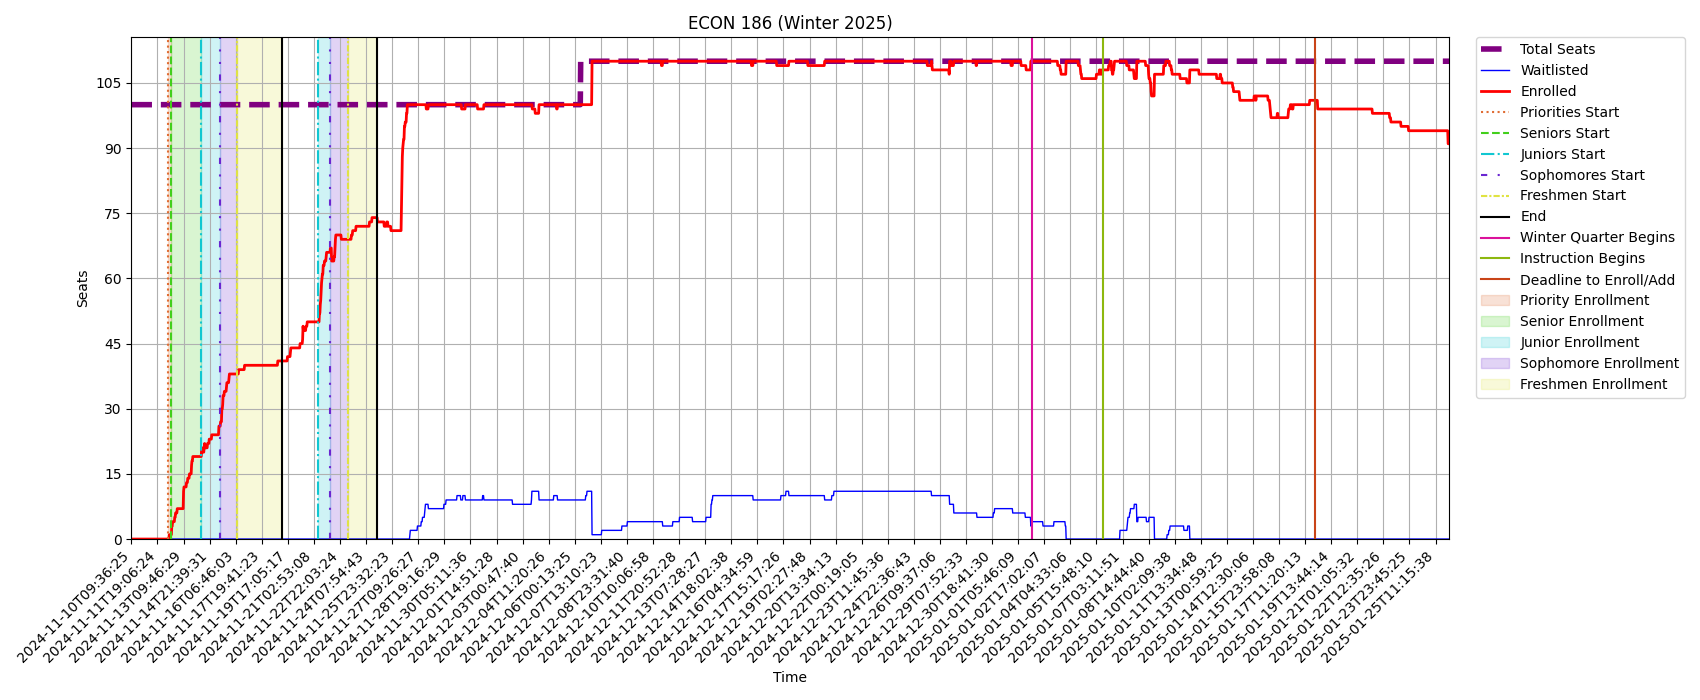 ECON 186 (Winter 2025)
Seats
105
90
75
60
45
30
15
0
2024-11-10T09:36:25
2024-11-11T19:06:24
2024-11-13T09:46:29
2024-11-14T21:39:31
2024-11-16T06:46:03
2024-11-17T19:41:23
2024-11-19T17:05:17
2024-11-21T02:53:08
2024-11-22T22:03:24
2024-11-24T07:54:43
2024-11-25T23:32:23
2024-11-27T09:26:27
2024-11-28T19:16:29
2024-11-30T05:11:36
2024-12-01T14:51:28
2024-12-03T00:47:40
2024-12-04T11:20:26
2024-12-06T00:13:25
2024-12-07T13:10:23
2024-12-08T23:31:40
2024-12-10T10:06:58
2024-12-11T20:52:28
2024-12-13T07:28:27
2024-12-14T18:02:38
2024-12-16T04:34:59
2024-12-17T15:17:26
2024-12-19T02:27:48
2024-12-20T13:34:13
2024-12-22T00:19:05
2024-12-23T11:45:36
2024-12-24T22:36:43
2024-12-26T09:37:06
2024-12-29T07:52:33
2024-12-30T18:41:30
2025-01-01T05:46:09
2025-01-02T17:02:07
2025-01-04T04:33:06
2025-01-05T15:48:10
2025-01-07T03:11:51
2025-01-08T14:44:40
2025-01-10T02:09:38
2025-01-11T13:34:48
2025-01-13T00:59:25
2025-01-14T12:30:06
2025-01-15T23:58:08
2025-01-17T11:20:13
2025-01-19T13:44:14
2025-01-21T01:05:32
2025-01-22T12:35:26
2025-01-23T23:45:25
2025-01-25T11:15:38
Time
Total Seats
Waitlisted
Enrolled
Priorities Start
Seniors Start
Juniors Start
Sophomores Start
Freshmen Start
End
Winter Quarter Begins
Instruction Begins
Deadline to Enroll/Add
Priority Enrollment
Senior Enrollment
Junior Enrollment
Sophomore Enrollment
Freshmen Enrollment